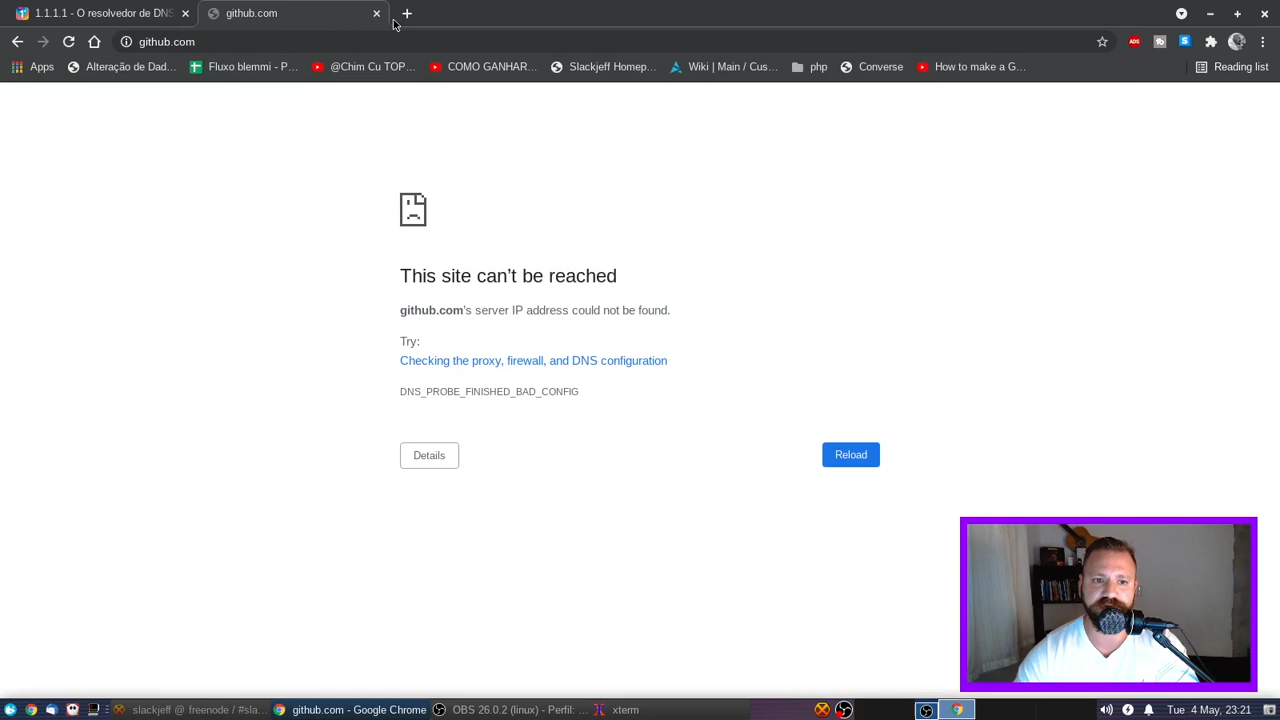 1.1.1.1 - O resolvedor de DNS
github.com
github.com
Apps
Alteração de Dad...
Fluxo blemmi - P...
@Chim Cu TOP...
COMO GANHAR...
Slackjeff Homep...
Wiki | Main / Cus...
php
Converse
How to make a G...
Reading list
This site can't be reached
github.com's server IP address could not be found.
Try:
Checking the proxy, firewall, and DNS configuration
DNS_PROBE_FINISHED_BAD_CONFIG
Details
Reload
slackjeff @ freenode / #sla...
github.com - Google Chrome
OBS 26.0.2 (linux) - Perfil: ...
xterm
Tue 4 May, 23:21